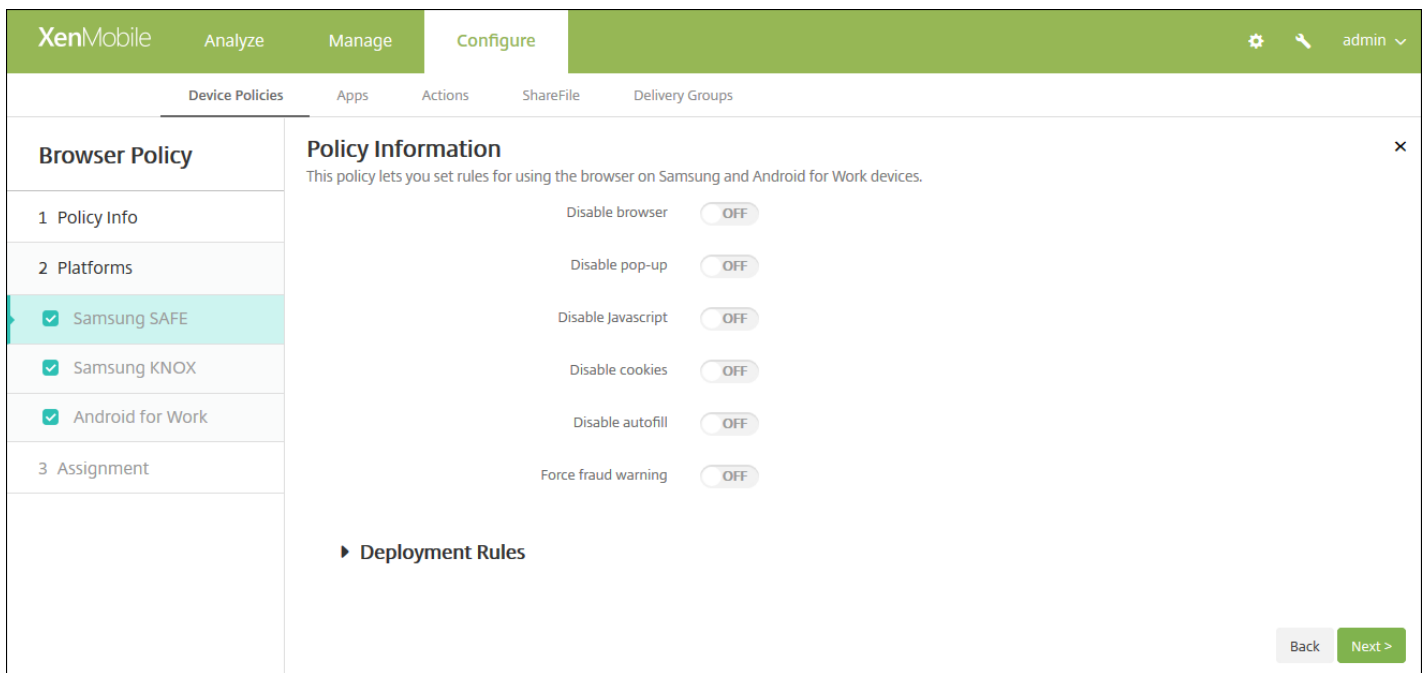 XenMobile Analyze Manage Configure admin
Device Policies Apps Actions ShareFile Delivery Groups
Browser Policy
1 Policy Info
2 Platforms
Samsung SAFE
Samsung KNOX
Android for Work
3 Assignment
Policy Information
This policy lets you set rules for using the browser on Samsung and Android for Work devices.
Disable browser OFF
Disable pop-up OFF
Disable Javascript OFF
Disable cookies OFF
Disable autofill OFF
Force fraud warning OFF
Deployment Rules
Back Next >